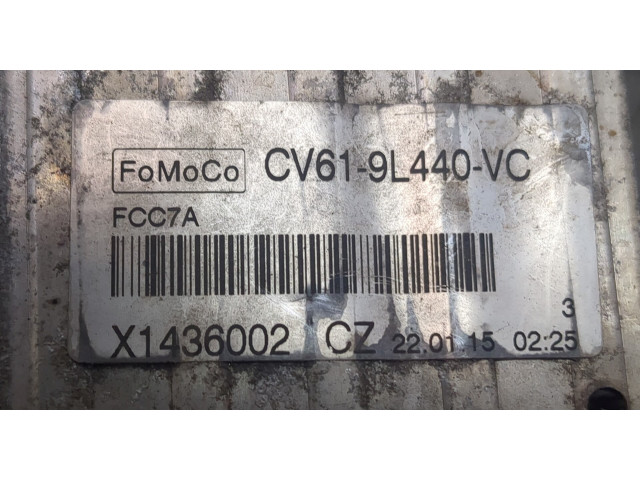 FoMoCo CV61-9L440-VC
FCC7A
3
X1436002 CZ 22.01.15 02:25